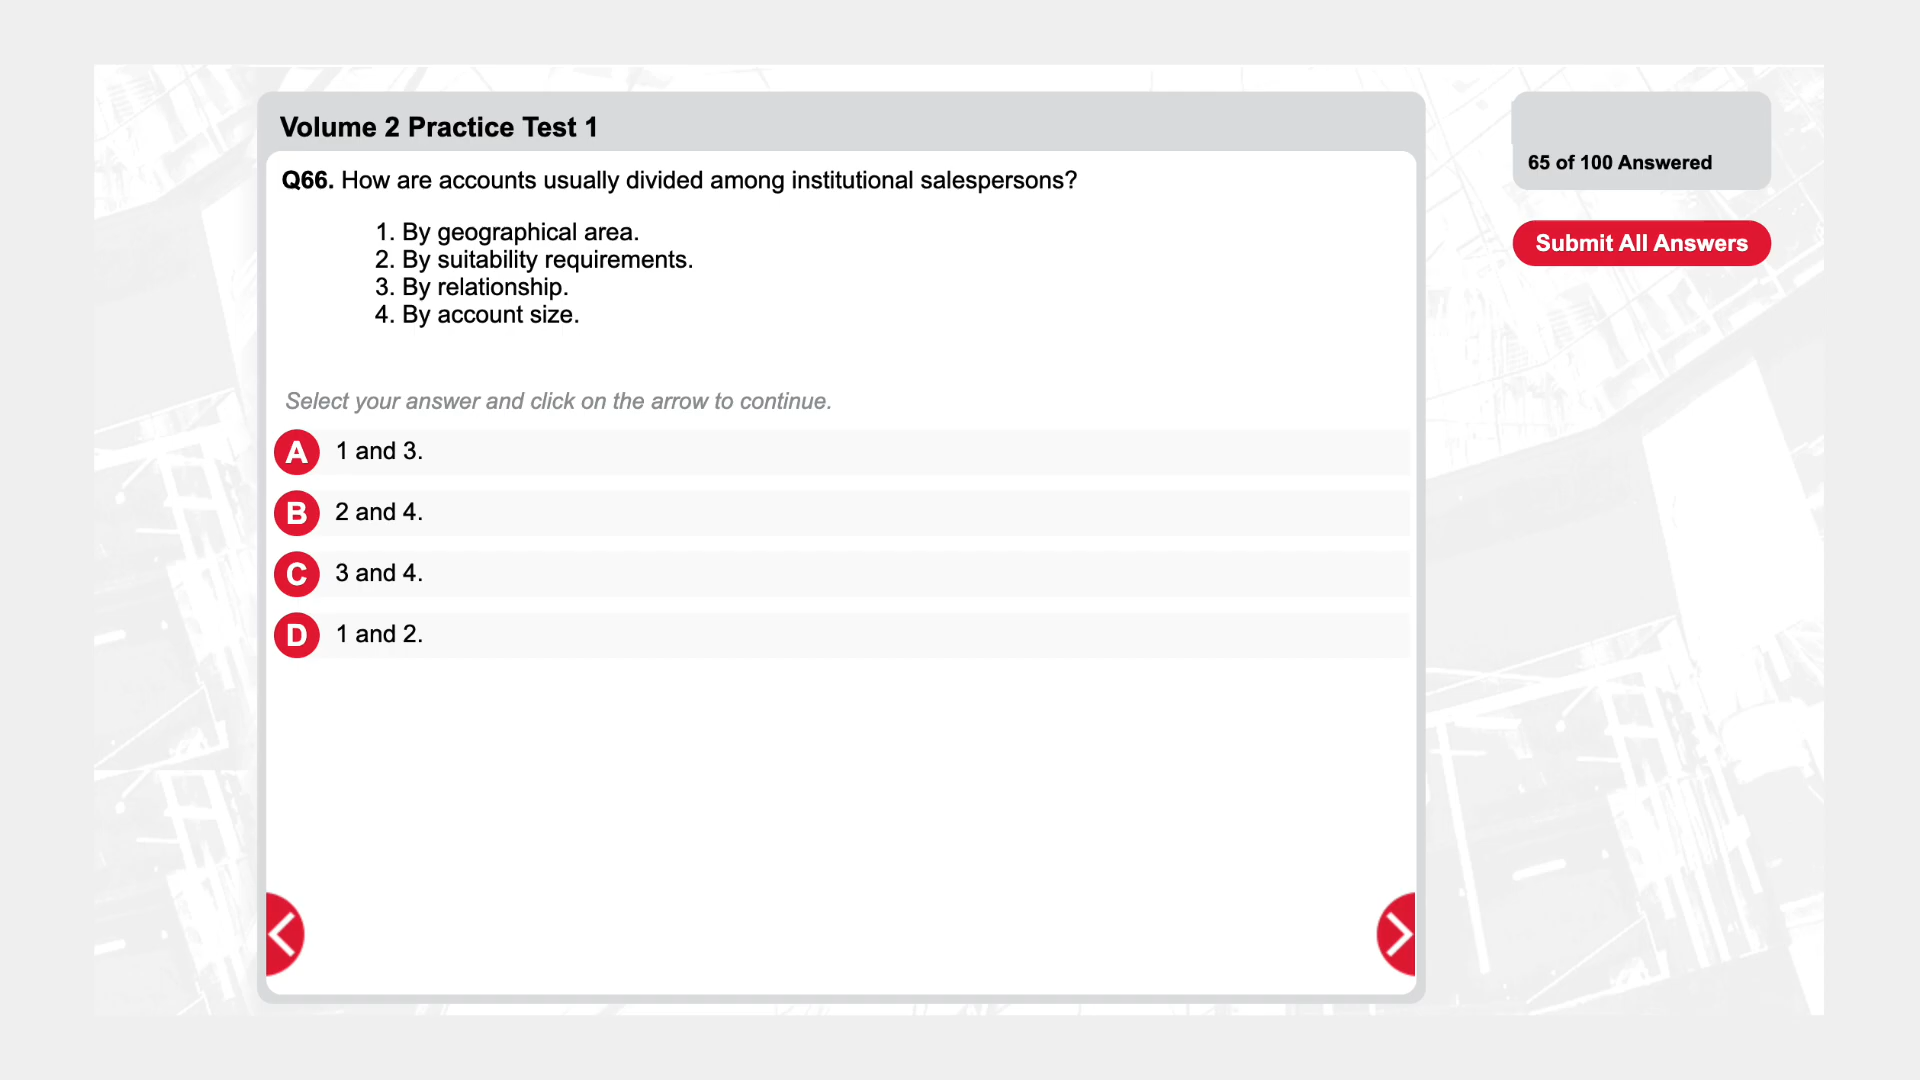 Volume 2 Practice Test 1
65 of 100 Answered
Submit All Answers
Q66. How are accounts usually divided among institutional salespersons?
1. By geographical area.
2. By suitability requirements.
3. By relationship.
4. By account size.
Select your answer and click on the arrow to continue.
A 1 and 3.
B 2 and 4.
C 3 and 4.
D 1 and 2.